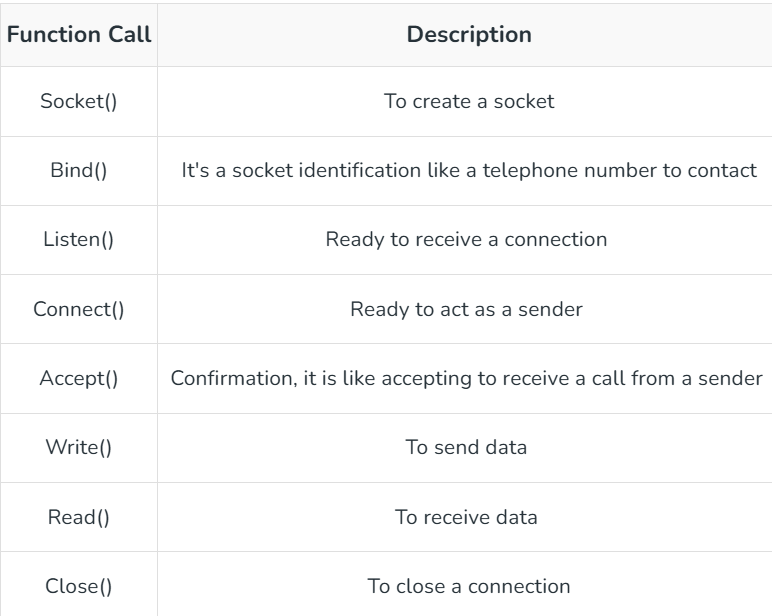 Function Call Description
Socket() To create a socket
Bind() It's a socket identification like a telephone number to contact
Listen() Ready to receive a connection
Connect() Ready to act as a sender
Accept() Confirmation, it is like accepting to receive a call from a sender
Write() To send data
Read() To receive data
Close() To close a connection